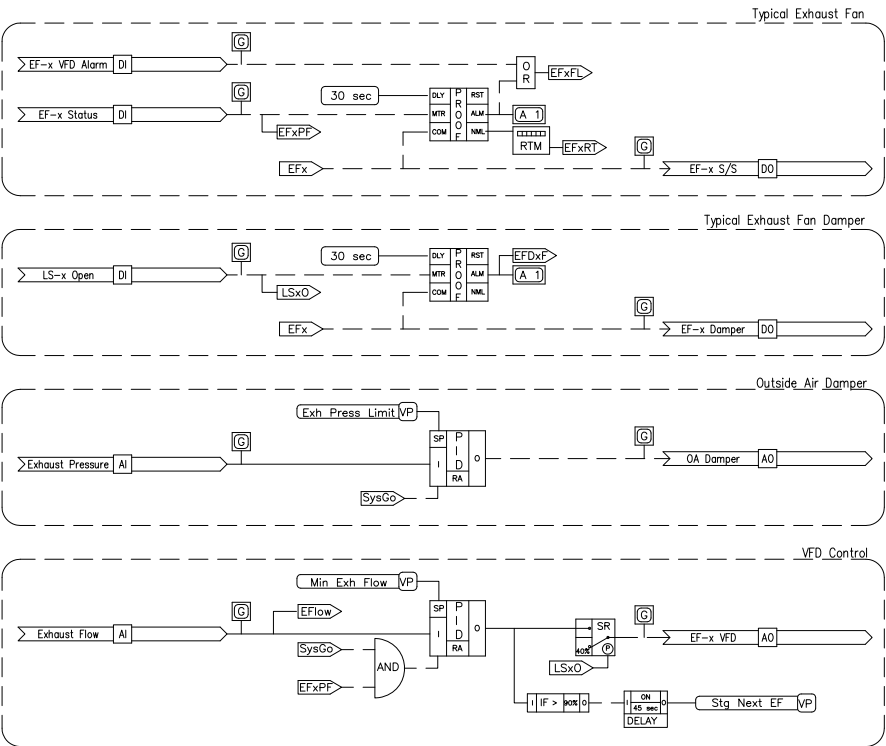 Typical Exhaust Fan
G
EF-x VFD Alarm DI
OR
EFxFL
G
30 sec
DLY PROOF RST
EF-x Status DI
MTR ALM
A 1
EFxPF
COM NML
RTM
EFxRT
G
EFx
EF-x S/S DO
Typical Exhaust Fan Damper
G
30 sec
DLY PROOF RST
EFDxF
LS-x Open DI
MTR ALM
A 1
LSxO
COM NML
G
EFx
EF-x Damper DO
Outside Air Damper
Exh Press Limit VP
G
SP PID
G
Exhaust Pressure AI
I O
OA Damper AO
RA
SysGo
VFD Control
Min Exh Flow VP
G
EFlow
SP PID
G
Exhaust Flow AI
I O
SR
EF-x VFD AO
RA
SysGo
AND
40% P
EFxPF
LSxO
I IF > 90% O
I ON O
45 sec
DELAY
Stg Next EF VP